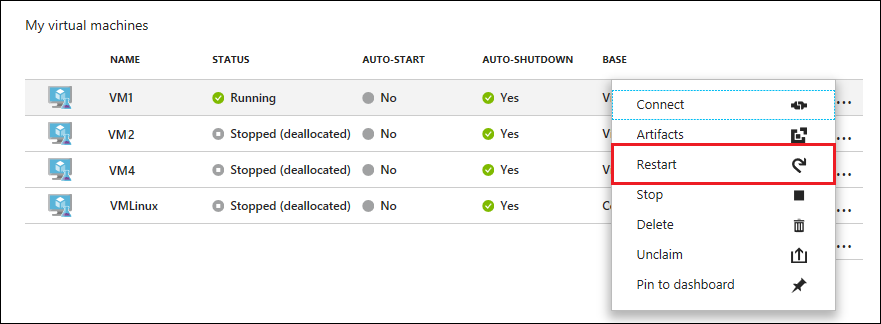 My virtual machines
NAME STATUS AUTO-START AUTO-SHUTDOWN BASE
VM1 Running No Yes V
Connect
VM2 Stopped (deallocated) No Yes V
Artifacts
VM4 Stopped (deallocated) No Yes V
Restart
Stop
VMLinux Stopped (deallocated) No Yes
Delete
Unclaim
Pin to dashboard